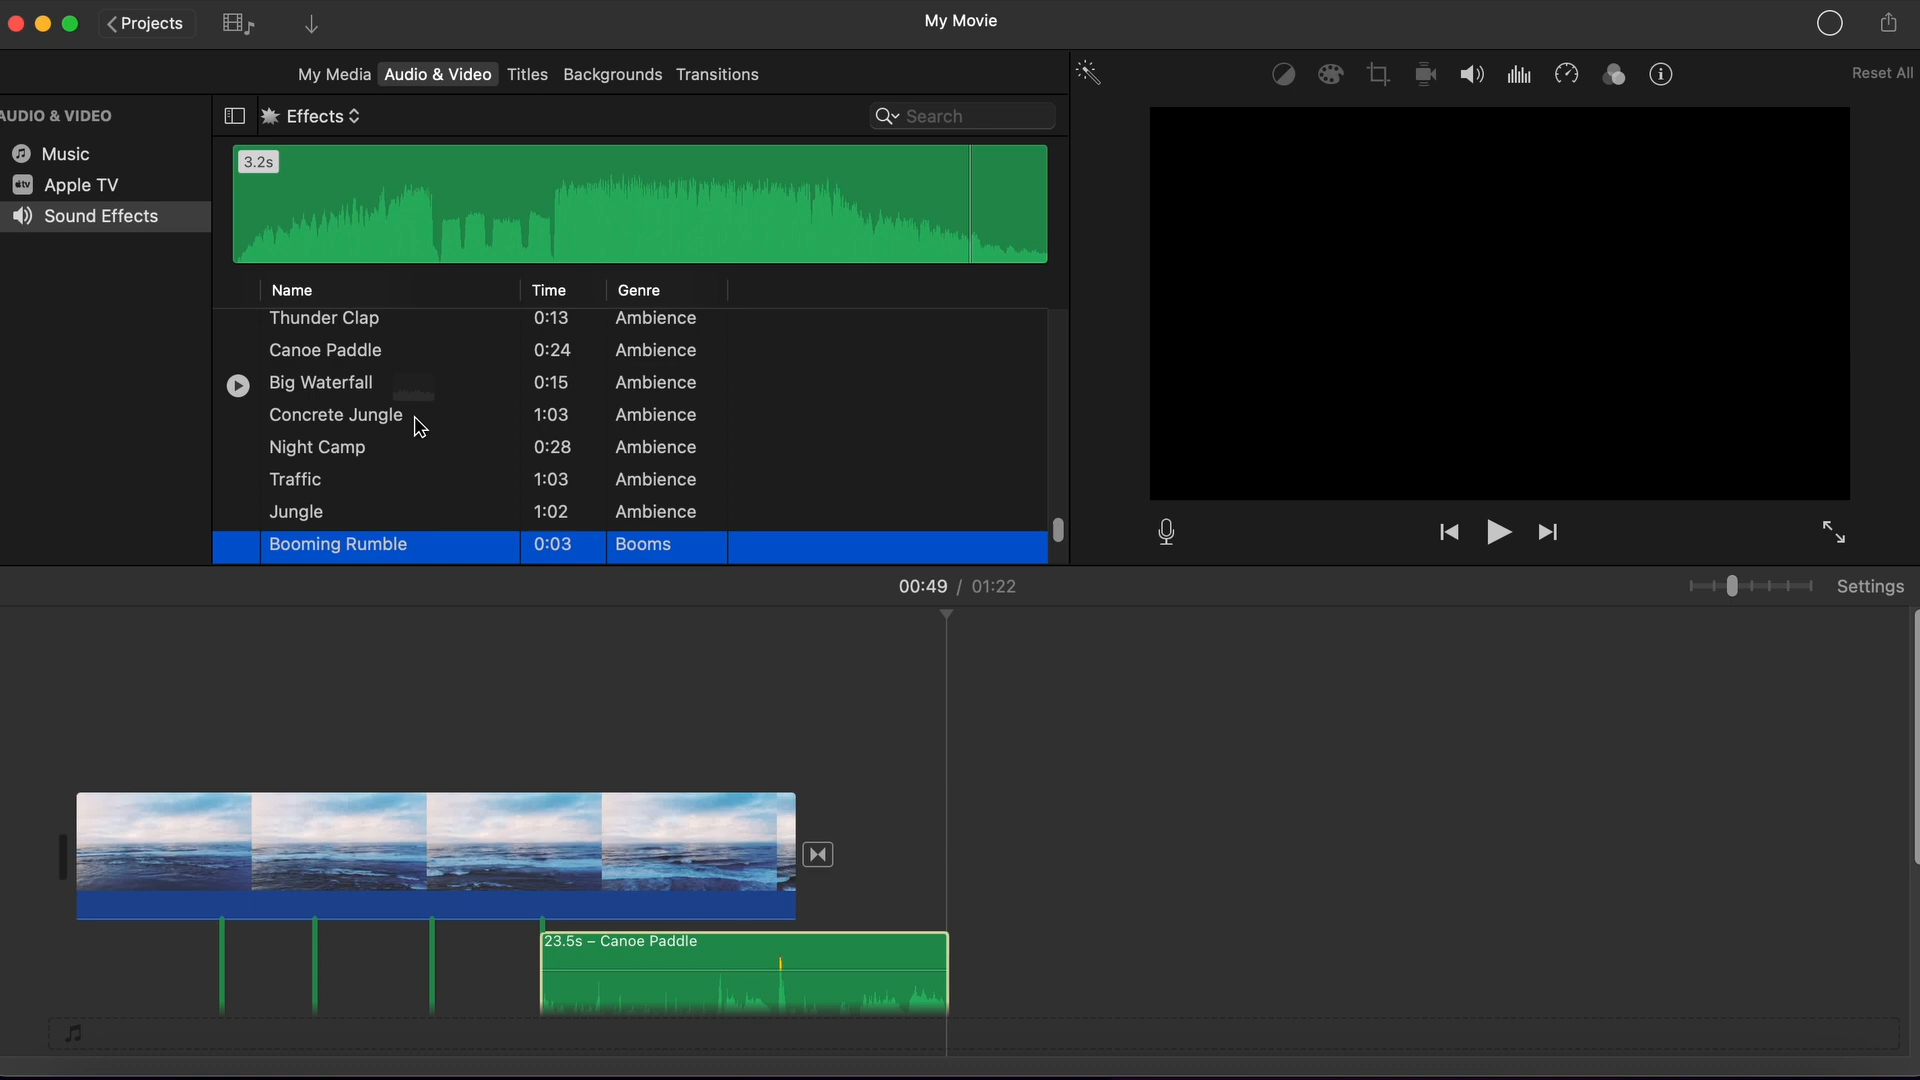 Projects
My Movie
My Media Audio & Video Titles Backgrounds Transitions
Reset All
AUDIO & VIDEO
Music
tv Apple TV
Sound Effects
Effects
Search
3.2s
Name Time Genre
Thunder Clap 0:13 Ambience
Canoe Paddle 0:24 Ambience
Big Waterfall 0:15 Ambience
Concrete Jungle 1:03 Ambience
Night Camp 0:28 Ambience
Traffic 1:03 Ambience
Jungle 1:02 Ambience
Booming Rumble 0:03 Booms
00:49 / 01:22
Settings
23.5s – Canoe Paddle